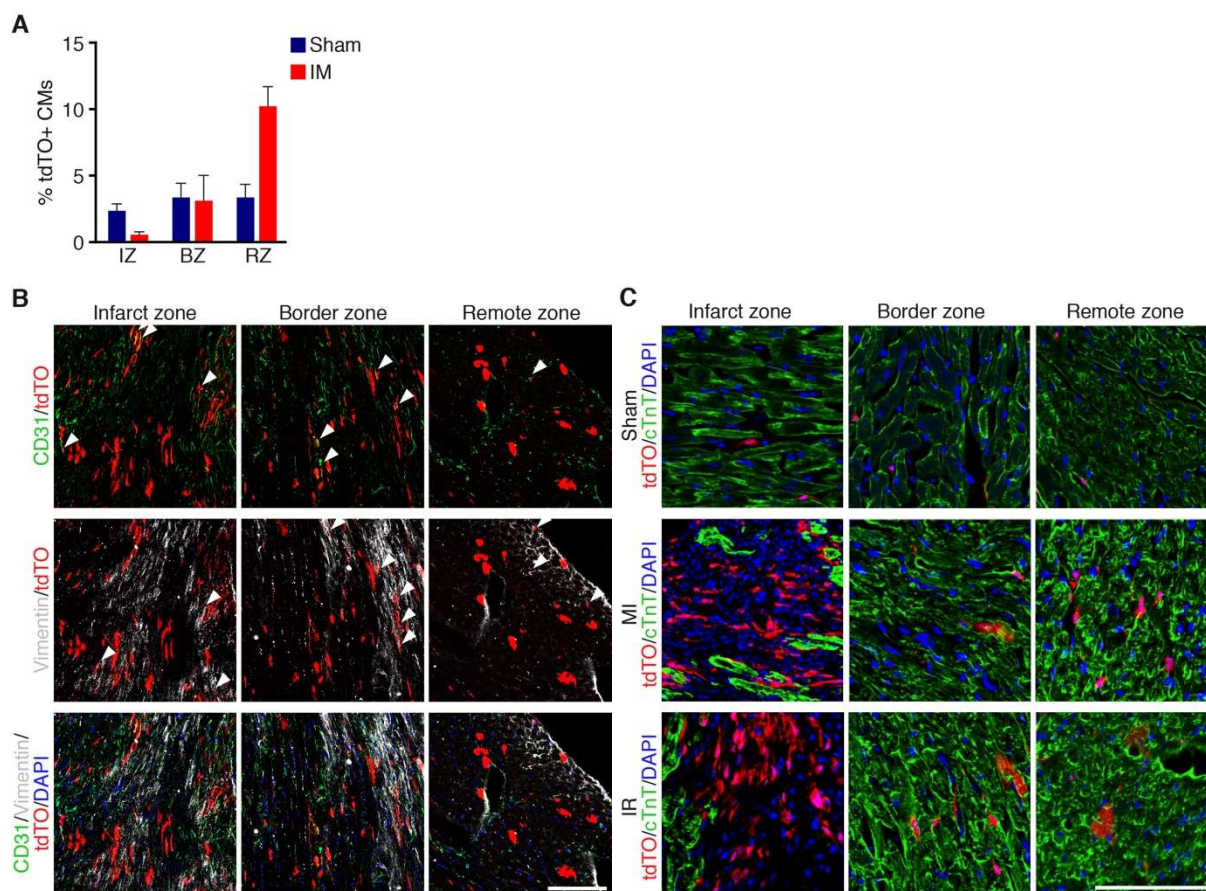 A
15
10
5
0
% tdTO+ CMs
IZ BZ RZ
Sham
IM
B
Infarct zone Border zone Remote zone
CD31/tdTO
Vimentin/tdTO
CD31/Vimentin/
tdTO/DAPI
C
Infarct zone Border zone Remote zone
Sham
tdTO/cTnT/DAPI
MI
tdTO/cTnT/DAPI
IR
tdTO/cTnT/DAPI